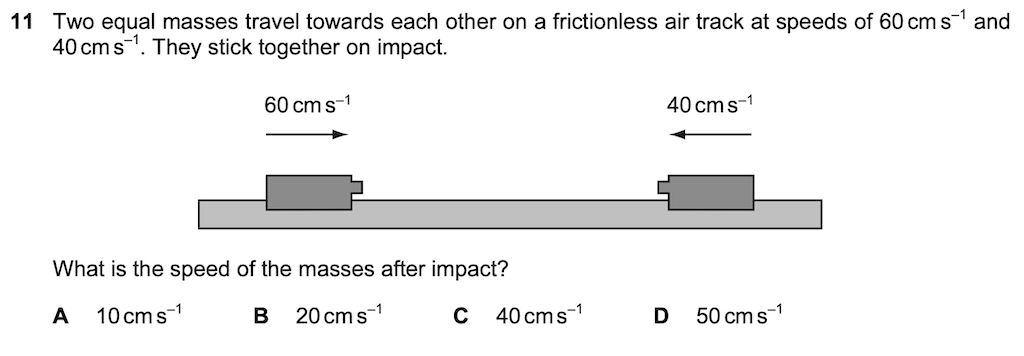 11 Two equal masses travel towards each other on a frictionless air track at speeds of 60 cm s⁻¹ and
40 cm s⁻¹. They stick together on impact.
60 cm s⁻¹ 40 cm s⁻¹
What is the speed of the masses after impact?
A 10 cm s⁻¹ B 20 cm s⁻¹ C 40 cm s⁻¹ D 50 cm s⁻¹